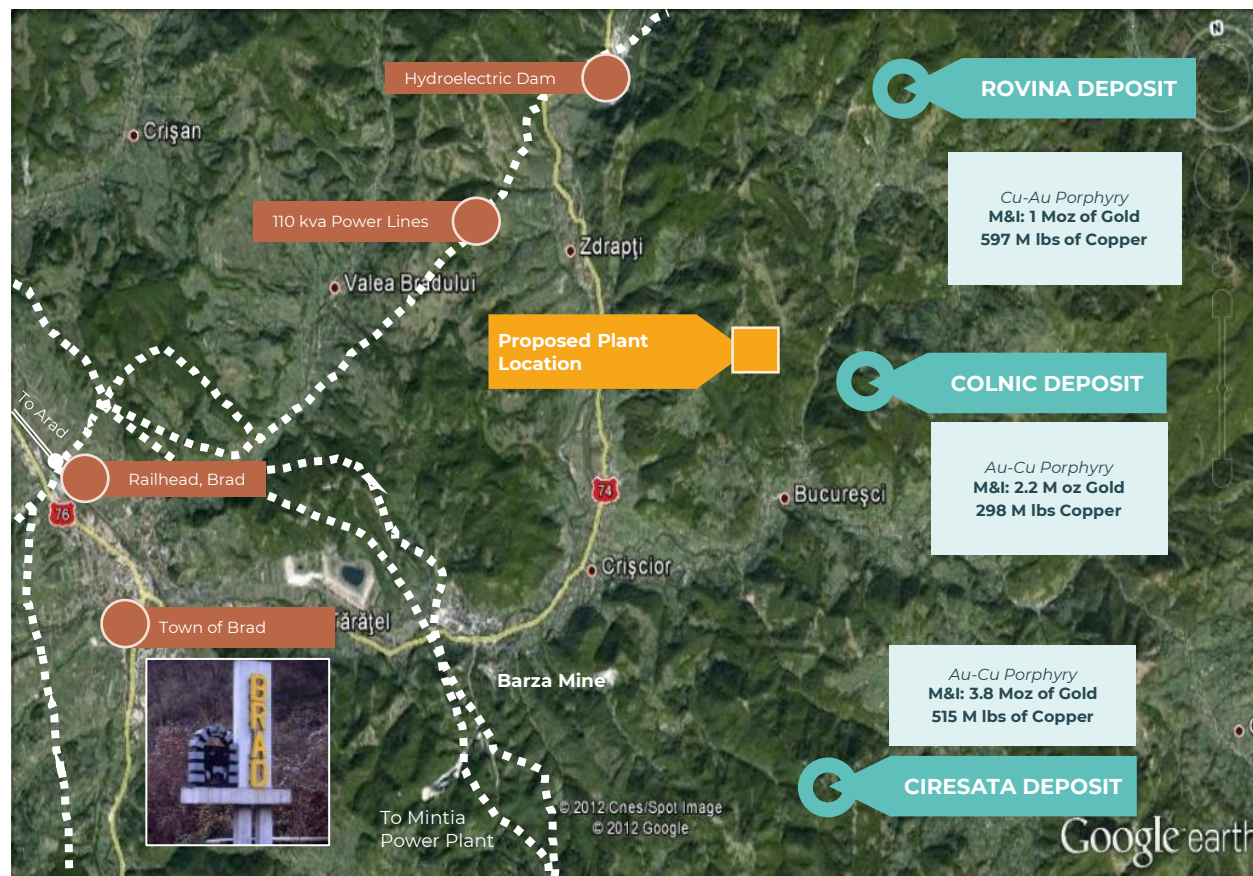 N
Hydroelectric Dam
ROVINA DEPOSIT
Crişan
Cu-Au Porphyry
M&I: 1 Moz of Gold
597 M lbs of Copper
110 kva Power Lines
Zdrapţi
Valea Bradului
Proposed Plant
Location
COLNIC DEPOSIT
To Arad
Au-Cu Porphyry
M&I: 2.2 M oz Gold
298 M lbs Copper
Railhead, Brad
74
Bucureşci
76
Crişcior
Town of Brad
Au-Cu Porphyry
M&I: 3.8 Moz of Gold
515 M lbs of Copper
Barza Mine
BRAD
CIRESATA DEPOSIT
To Mintia
Power Plant
© 2012 Cnes/Spot Image
© 2012 Google
Google earth